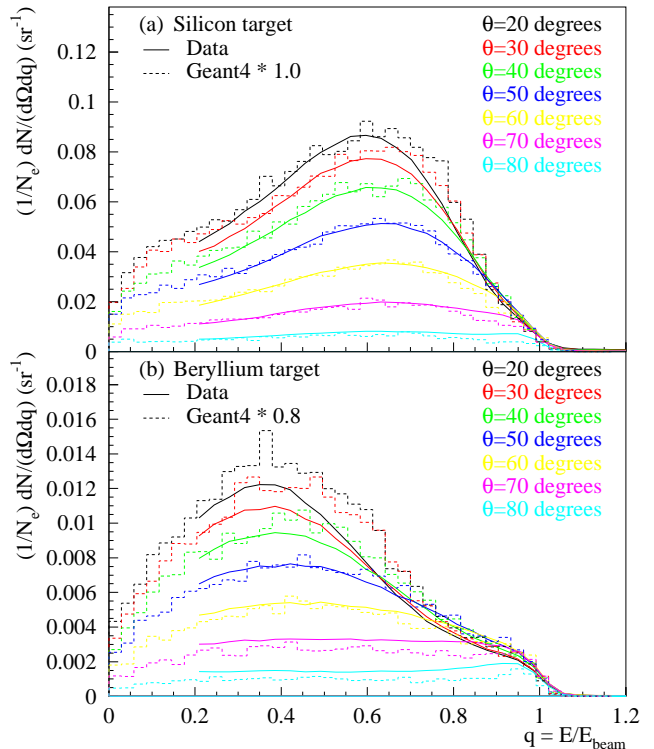 (a) Silicon target
Data
Geant4 * 1.0
θ=20 degrees
θ=30 degrees
θ=40 degrees
θ=50 degrees
θ=60 degrees
θ=70 degrees
θ=80 degrees
(1/Nₑ) dN/(dΩdq) (sr⁻¹)
0.12
0.1
0.08
0.06
0.04
0.02
0
(b) Beryllium target
Data
Geant4 * 0.8
θ=20 degrees
θ=30 degrees
θ=40 degrees
θ=50 degrees
θ=60 degrees
θ=70 degrees
θ=80 degrees
(1/Nₑ) dN/(dΩdq) (sr⁻¹)
0.016
0.014
0.012
0.01
0.008
0.006
0.004
0.002
0
0 0.2 0.4 0.6 0.8 1 1.2
q = E/E_beam